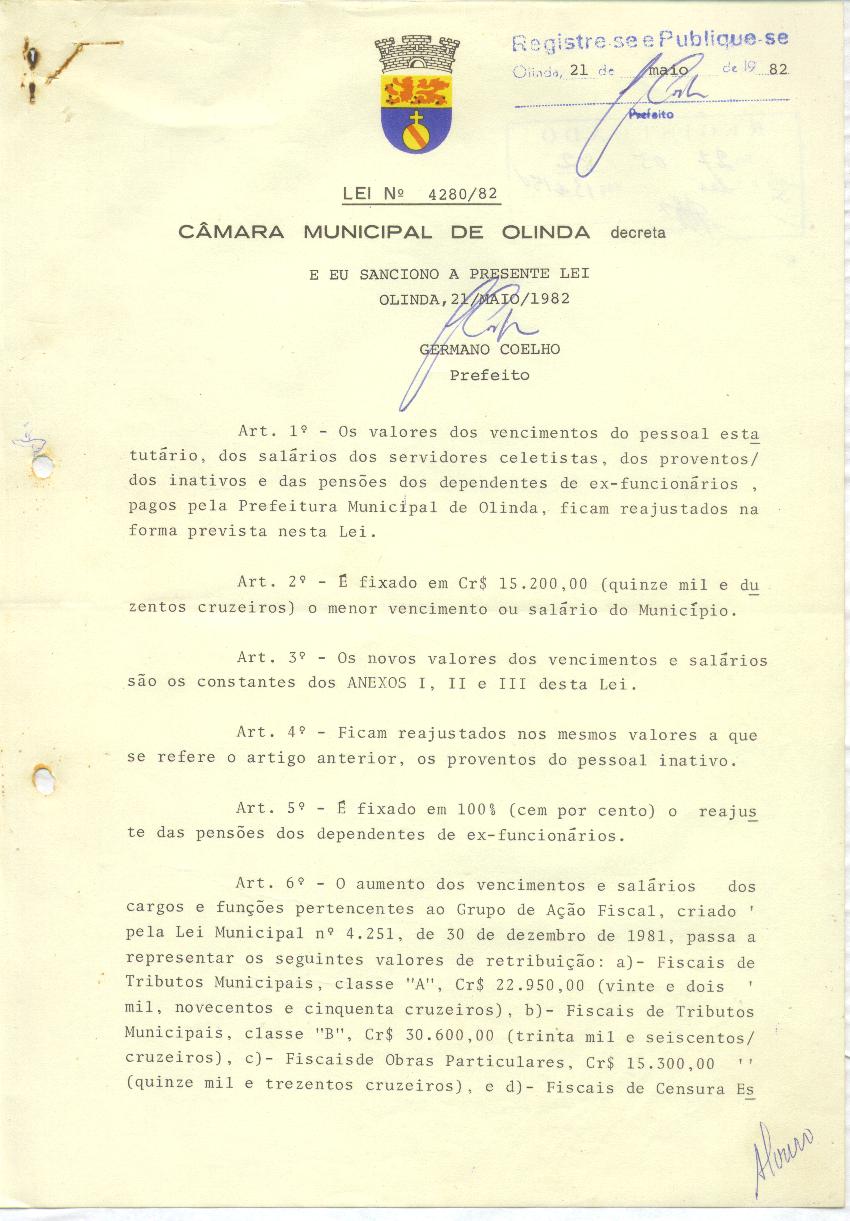 Registre-se e Publique-se
Olinda, 21 de maio de 19 82
Prefeito
LEI Nº 4280/82
CÂMARA MUNICIPAL DE OLINDA decreta
E EU SANCIONO A PRESENTE LEI
OLINDA,21/MAIO/1982
GERMANO COELHO
Prefeito
Art. 1º - Os valores dos vencimentos do pessoal esta
tutário, dos salários dos servidores celetistas, dos proventos/
dos inativos e das pensões dos dependentes de ex-funcionários ,
pagos pela Prefeitura Municipal de Olinda, ficam reajustados na
forma prevista nesta Lei.
Art. 2º - É fixado em Cr$ 15.200,00 (quinze mil e du
zentos cruzeiros) o menor vencimento ou salário do Município.
Art. 3º - Os novos valores dos vencimentos e salários
são os constantes dos ANEXOS I, II e III desta Lei.
Art. 4º - Ficam reajustados nos mesmos valores a que
se refere o artigo anterior, os proventos do pessoal inativo.
Art. 5º - É fixado em 100% (cem por cento) o reajus
te das pensões dos dependentes de ex-funcionários.
Art. 6º - O aumento dos vencimentos e salários dos
cargos e funções pertencentes ao Grupo de Ação Fiscal, criado '
pela Lei Municipal nº 4.251, de 30 de dezembro de 1981, passa a
representar os seguintes valores de retribuição: a)- Fiscais de
Tributos Municipais, classe "A", Cr$ 22.950,00 (vinte e dois '
mil, novecentos e cinquenta cruzeiros), b)- Fiscais de Tributos
Municipais, classe "B", Cr$ 30.600,00 (trinta mil e seiscentos/
cruzeiros), c)- Fiscaisde Obras Particulares, Cr$ 15.300,00 ''
(quinze mil e trezentos cruzeiros), e d)- Fiscais de Censura Es